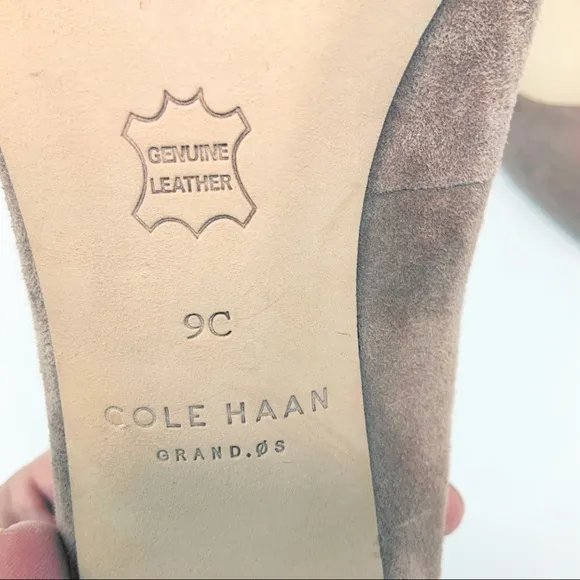 GENUINE
LEATHER
9C
COLE HAAN
GRAND.ØS